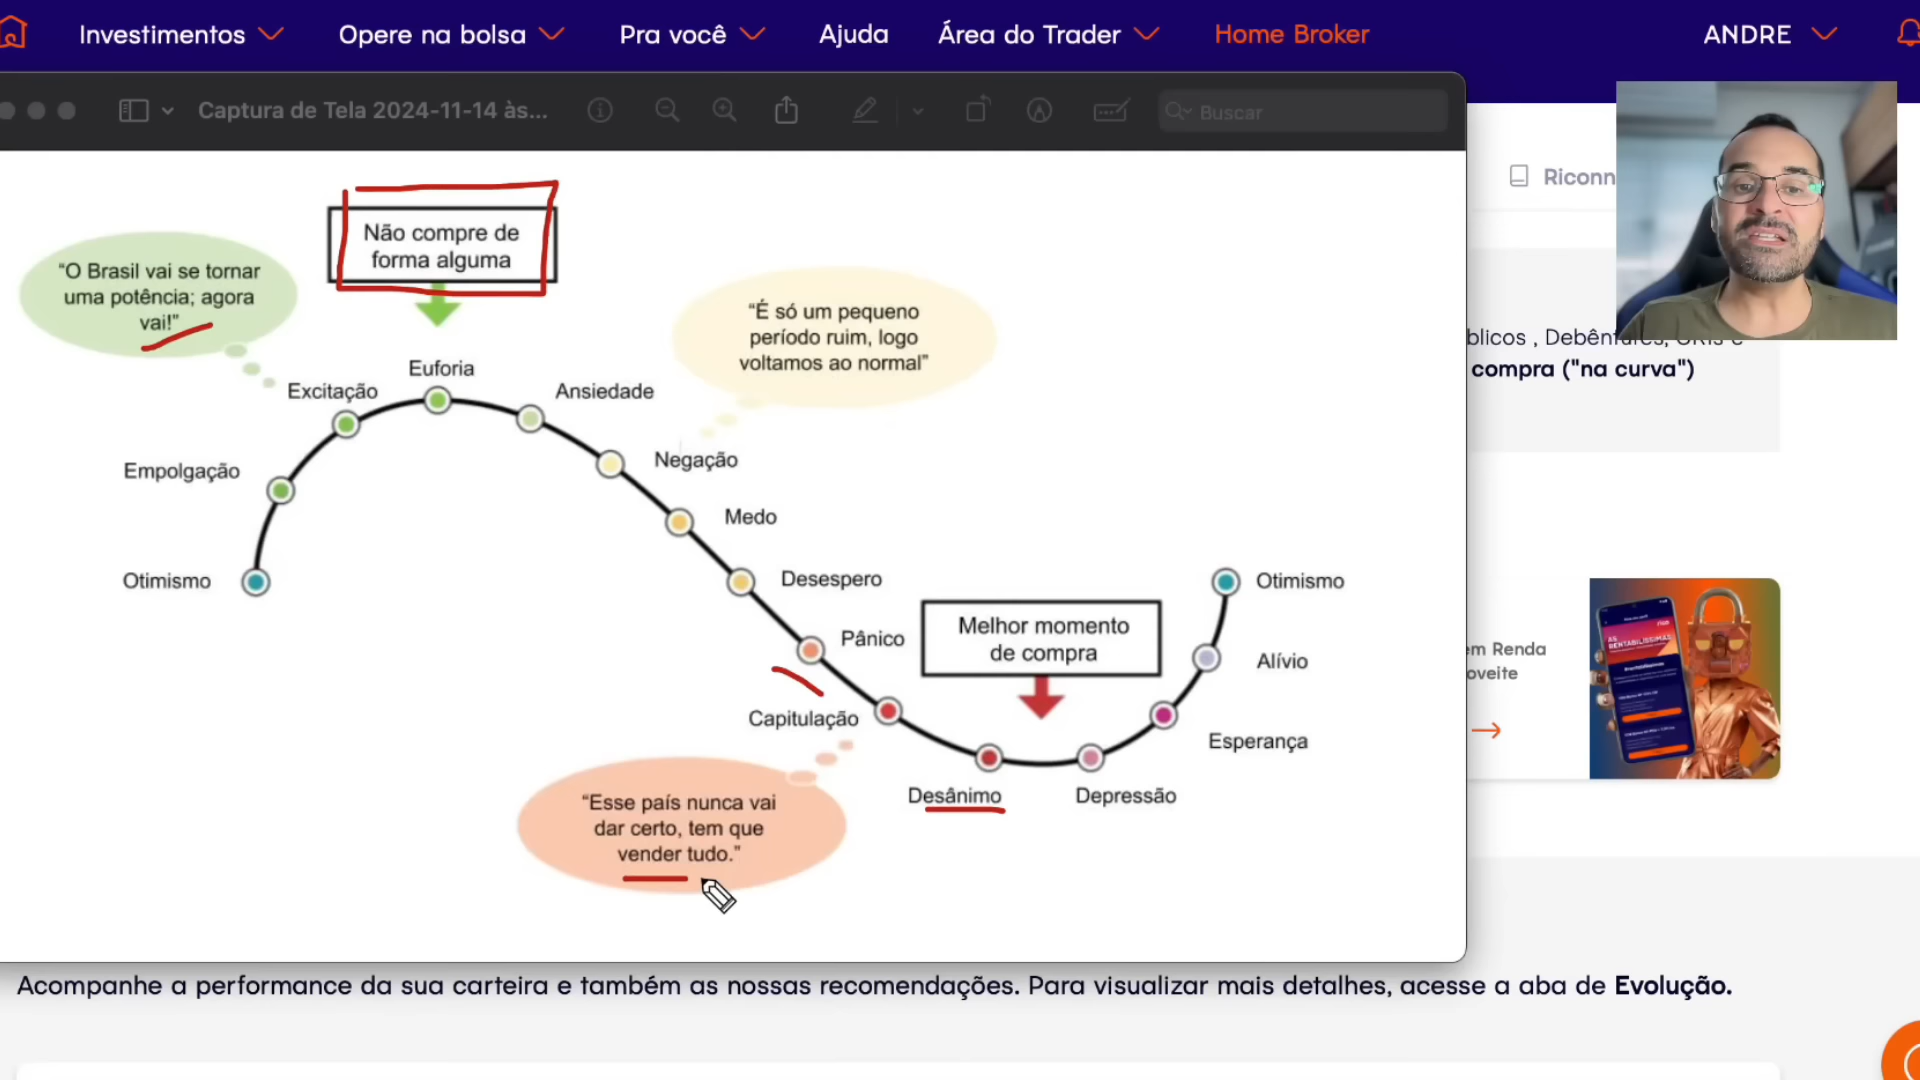 Investimentos
Opere na bolsa
Pra você
Ajuda
Área do Trader
Home Broker
ANDRE
Captura de Tela 2024-11-14 às...
Buscar
Riconn
Não compre de
forma alguma
“O Brasil vai se tornar
uma potência; agora
vai!”
“É só um pequeno
período ruim, logo
voltamos ao normal”
Euforia
Excitação
Ansiedade
Empolgação
Negação
Medo
Otimismo
Desespero
Pânico
Melhor momento
de compra
Otimismo
Alívio
Capitulação
Esperança
Desânimo
Depressão
“Esse país nunca vai
dar certo, tem que
vender tudo.”
blicos , Debêntures, CRIs e
compra ("na curva")
em Renda
oveite
AS
RENTABILÍSSIMAS
Acompanhe a performance da sua carteira e também as nossas recomendações. Para visualizar mais detalhes, acesse a aba de Evolução.